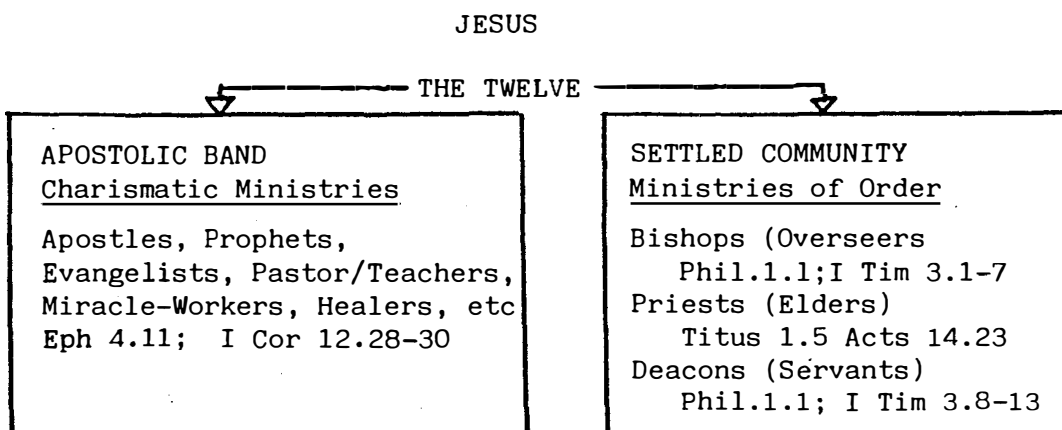 JESUS
THE TWELVE
APOSTOLIC BAND
Charismatic Ministries
Apostles, Prophets,
Evangelists, Pastor/Teachers,
Miracle-Workers, Healers, etc
Eph 4.11; I Cor 12.28-30
SETTLED COMMUNITY
Ministries of Order
Bishops (Overseers
Phil.1.1;I Tim 3.1-7
Priests (Elders)
Titus 1.5 Acts 14.23
Deacons (Servants)
Phil.1.1; I Tim 3.8-13